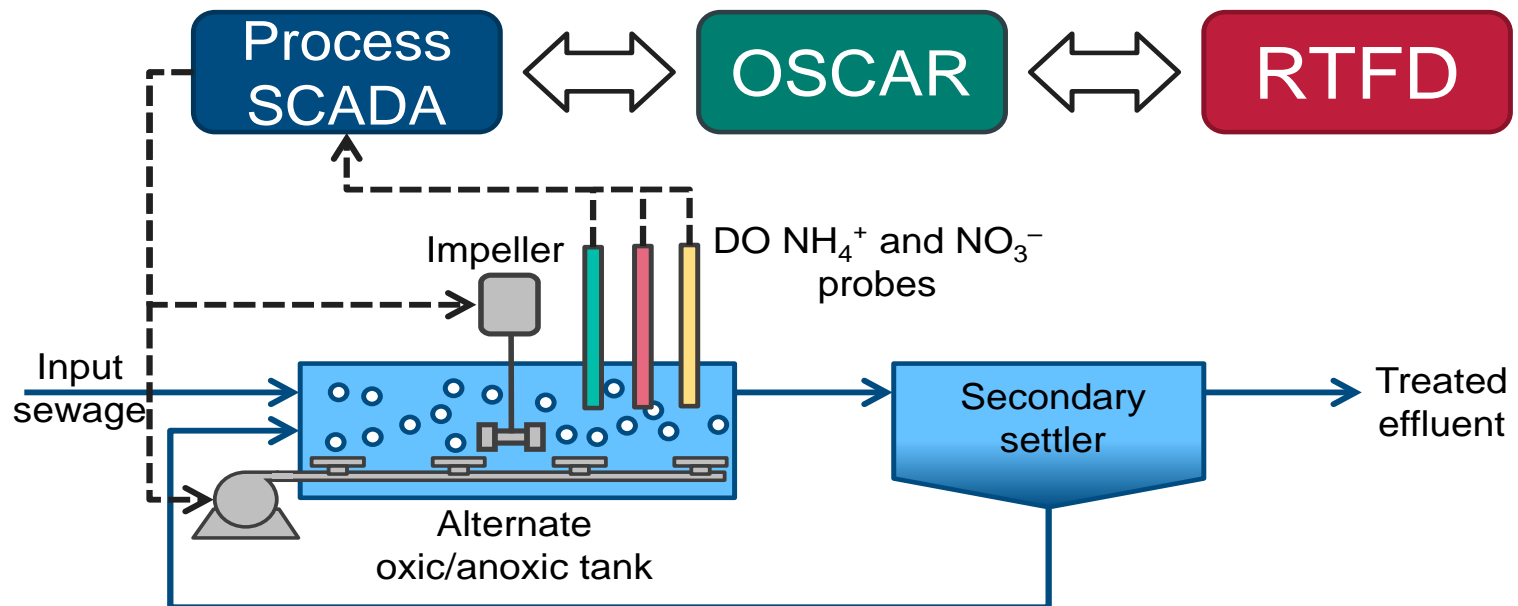 Process
SCADA
OSCAR
RTFD
Impeller
DO NH₄⁺ and NO₃⁻
probes
Input
sewage
Secondary
settler
Treated
effluent
Alternate
oxic/anoxic tank